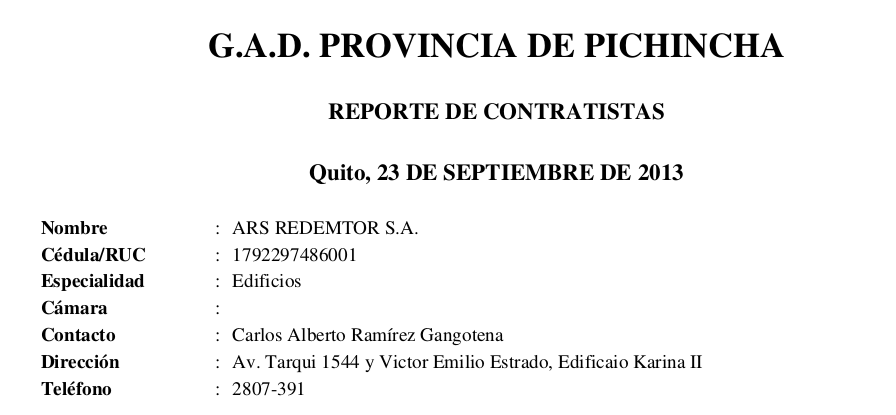 G.A.D. PROVINCIA DE PICHINCHA
REPORTE DE CONTRATISTAS
Quito, 23 DE SEPTIEMBRE DE 2013
Nombre : ARS REDEMTOR S.A.
Cédula/RUC : 1792297486001
Especialidad : Edificios
Cámara :
Contacto : Carlos Alberto Ramírez Gangotena
Dirección : Av. Tarqui 1544 y Victor Emilio Estrado, Edificaio Karina II
Teléfono : 2807-391